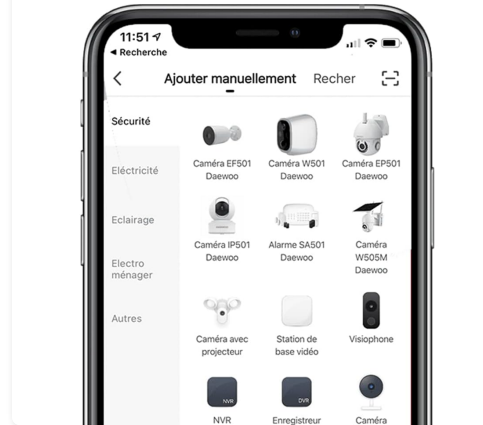 11:51
◀ Recherche
Ajouter manuellement Recher
Sécurité
Caméra EF501
Daewoo
Caméra W501
Daewoo
Caméra EP501
Daewoo
Eléctricité
Eclairage
Caméra IP501
Daewoo
Alarme SA501
Daewoo
Caméra
W505M
Daewoo
Electro
ménager
Autres
Caméra avec
projecteur
Station de
base vidéo
Visiophone
NVR
DVR
NVR
Enregistreur
Caméra